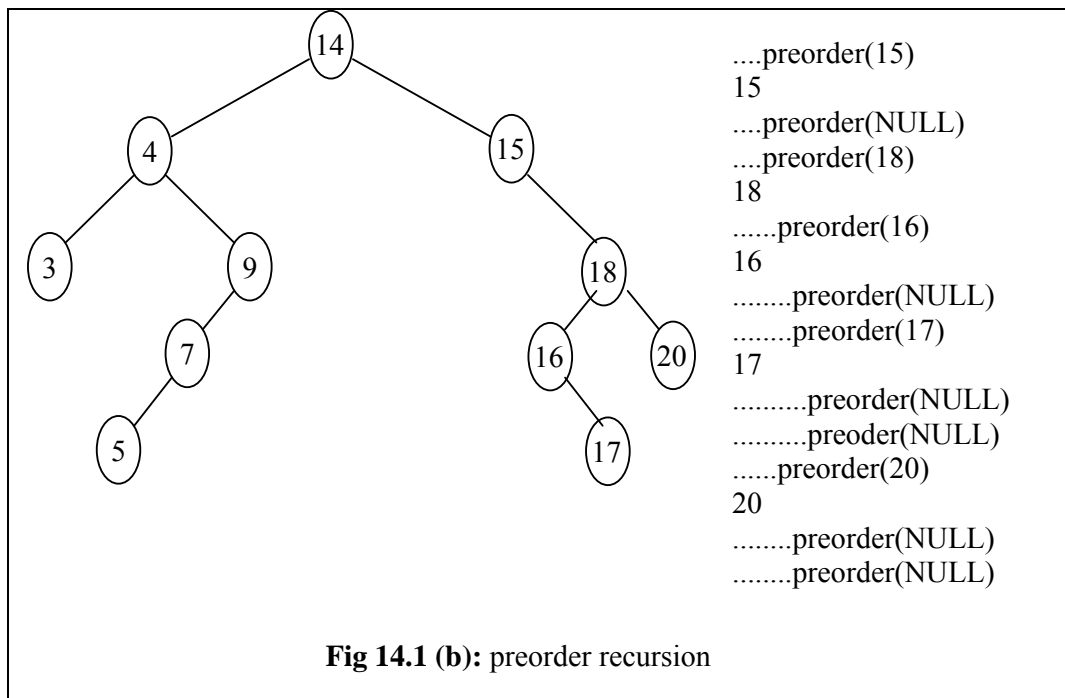 14
4
15
3
9
18
7
16
20
5
17
....preorder(15)
15
....preorder(NULL)
....preorder(18)
18
......preorder(16)
16
........preorder(NULL)
........preorder(17)
17
..........preorder(NULL)
..........preoder(NULL)
......preorder(20)
20
........preorder(NULL)
........preorder(NULL)
Fig 14.1 (b): preorder recursion